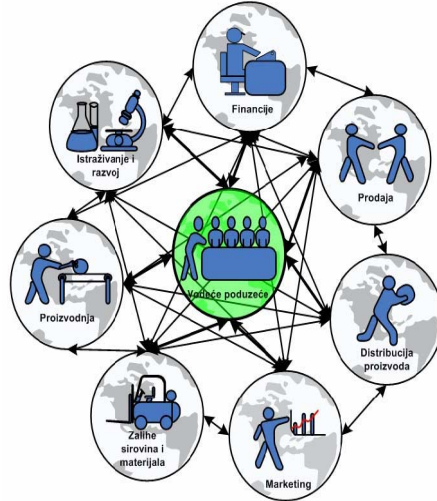 Financije
Istraživanje i
razvoj
Prodaja
Vodeće poduzeće
Proizvodnja
Distribucija
proizvoda
Zalihe
sirovina i
materijala
Marketing